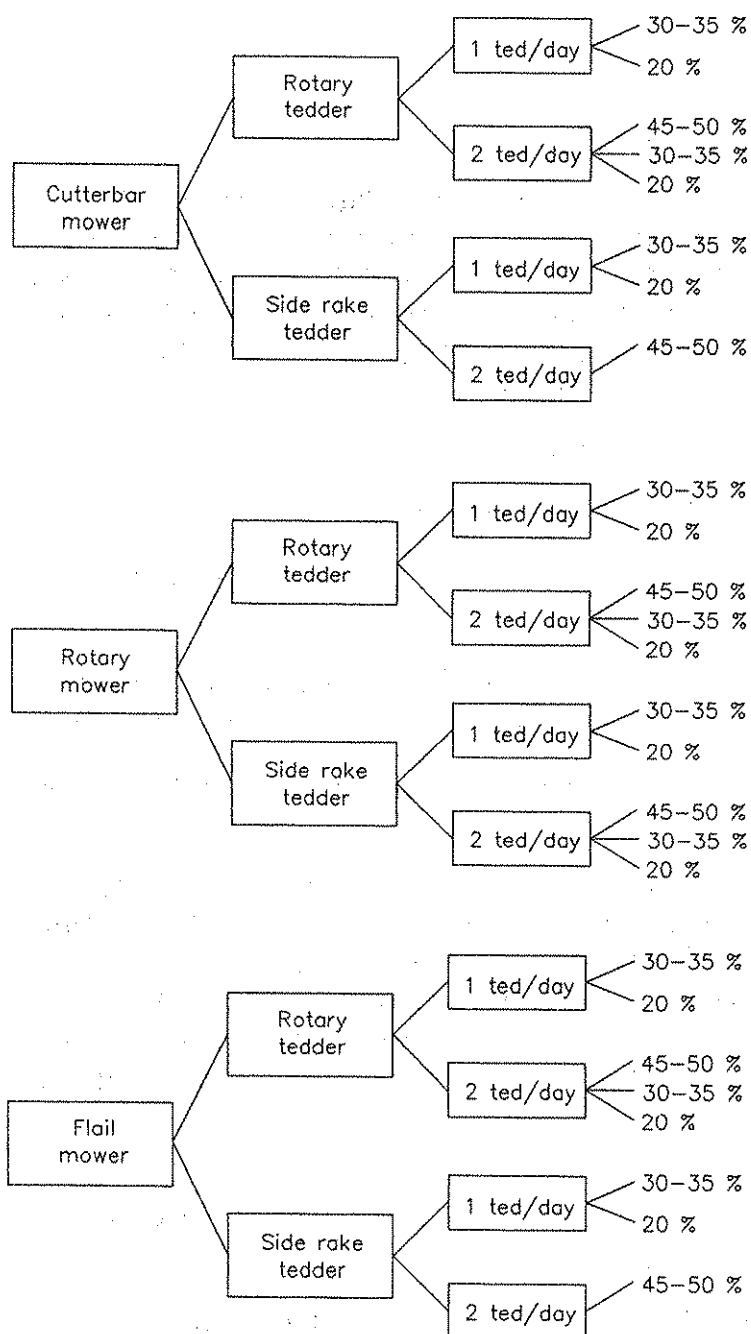 30-35 %
1 ted/day
20 %
Rotary
tedder
45-50 %
2 ted/day
30-35 %
20 %
Cutterbar
mower
30-35 %
1 ted/day
20 %
Side rake
tedder
45-50 %
2 ted/day
30-35 %
1 ted/day
20 %
Rotary
tedder
45-50 %
2 ted/day
30-35 %
20 %
Rotary
mower
30-35 %
1 ted/day
20 %
Side rake
tedder
45-50 %
2 ted/day
30-35 %
20 %
30-35 %
1 ted/day
20 %
Rotary
tedder
45-50 %
2 ted/day
30-35 %
20 %
Flail
mower
30-35 %
1 ted/day
20 %
Side rake
tedder
45-50 %
2 ted/day